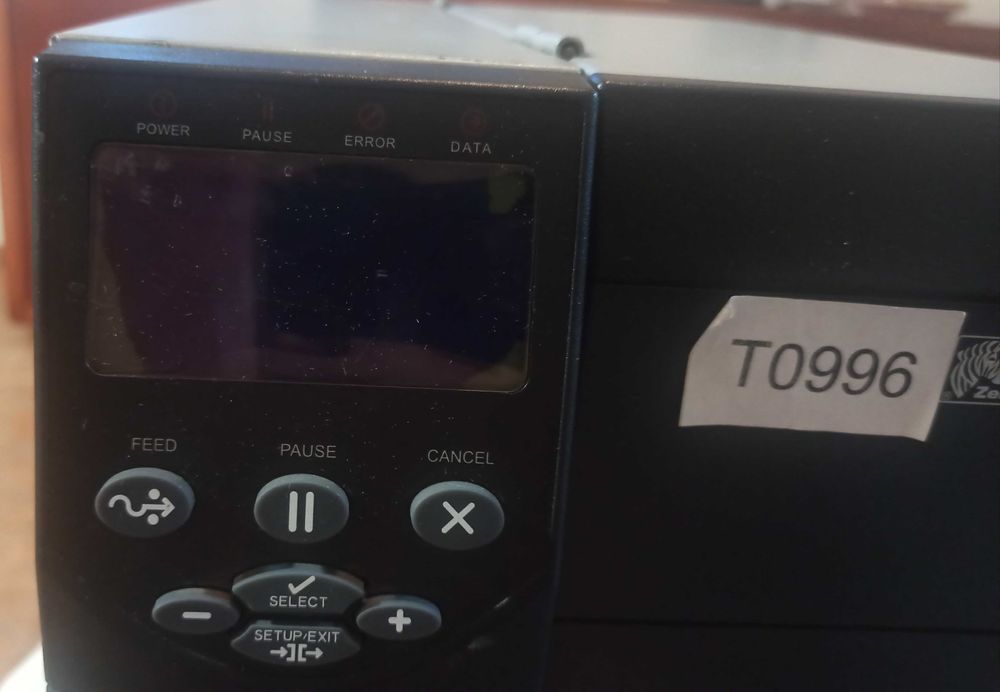 POWER
PAUSE
ERROR
DATA
T0996
FEED
PAUSE
CANCEL
SELECT
SETUP/EXIT